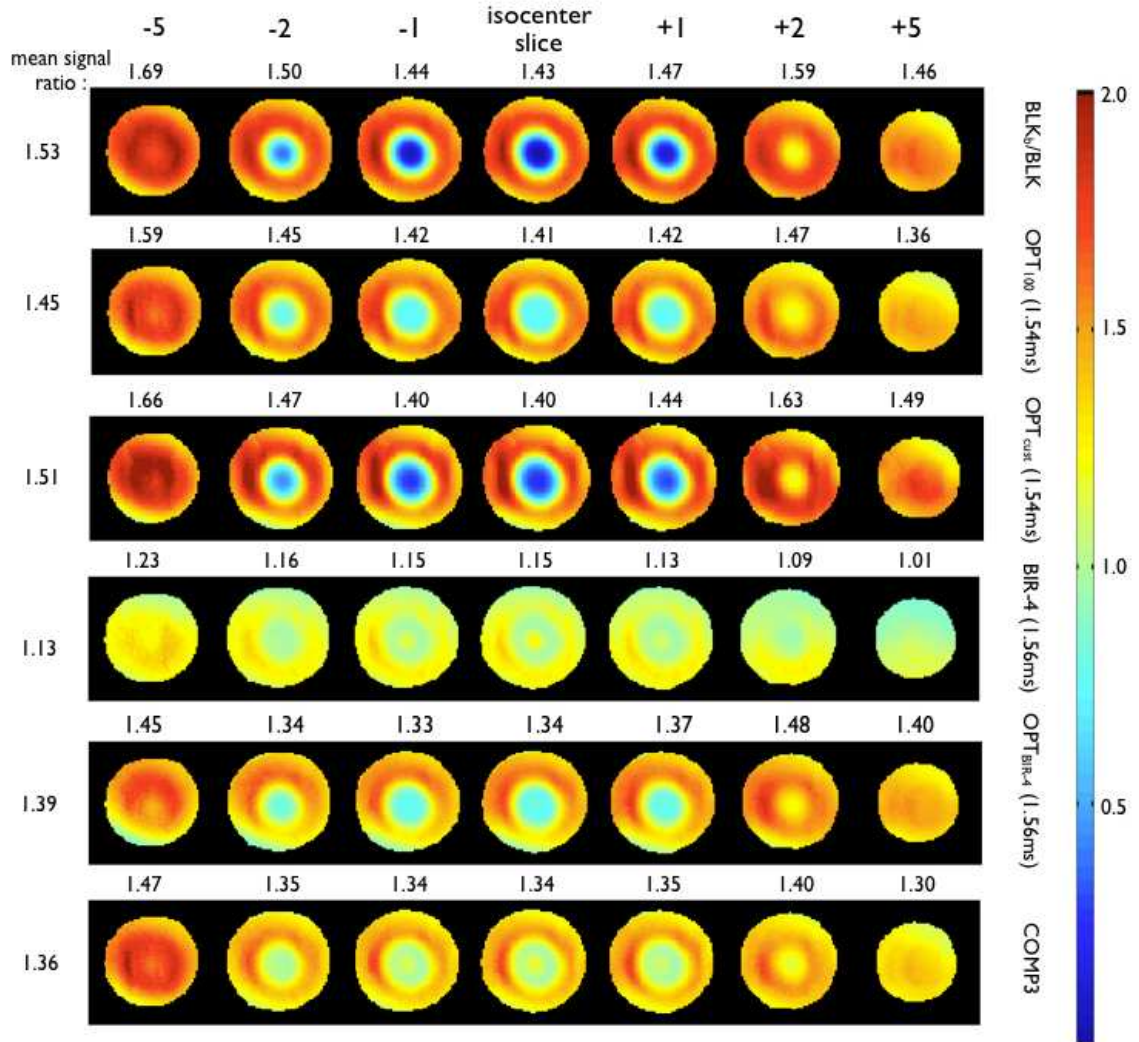 -5 -2 -1 isocenter slice +1 +2 +5
mean signal ratio : 1.69 1.50 1.44 1.43 1.47 1.59 1.46
1.53
BLKb/BLK
1.59 1.45 1.42 1.41 1.42 1.47 1.36
1.45
OPT100 (1.54ms)
1.66 1.47 1.40 1.40 1.44 1.63 1.49
1.51
OPTcust (1.54ms)
1.23 1.16 1.15 1.15 1.13 1.09 1.01
1.13
BIR-4 (1.56ms)
1.45 1.34 1.33 1.34 1.37 1.48 1.40
1.39
OPTBIR-4 (1.56ms)
1.47 1.35 1.34 1.34 1.35 1.40 1.30
1.36
COMP3
2.0
1.5
1.0
0.5